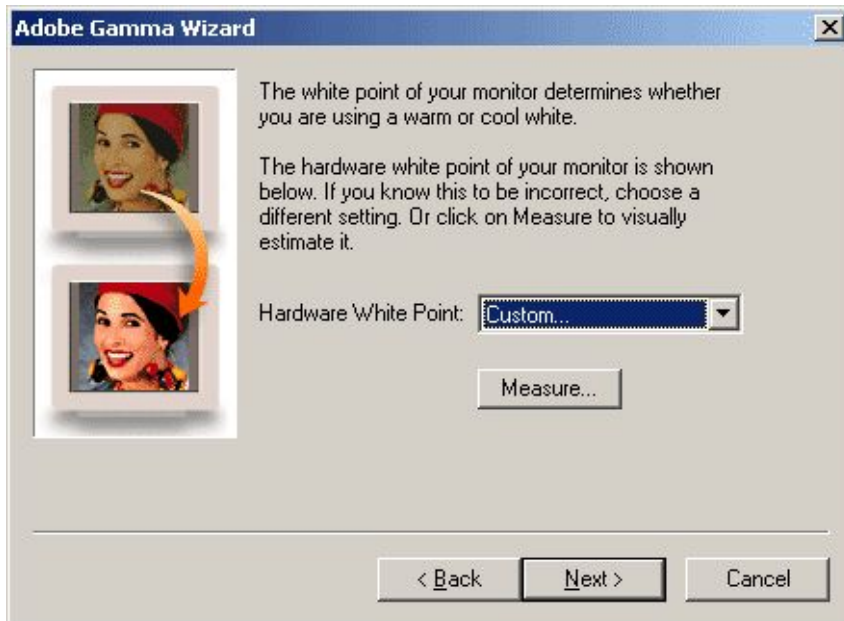 Adobe Gamma Wizard
The white point of your monitor determines whether
you are using a warm or cool white.
The hardware white point of your monitor is shown
below. If you know this to be incorrect, choose a
different setting. Or click on Measure to visually
estimate it.
Hardware White Point: Custom...
Measure...
< Back Next > Cancel